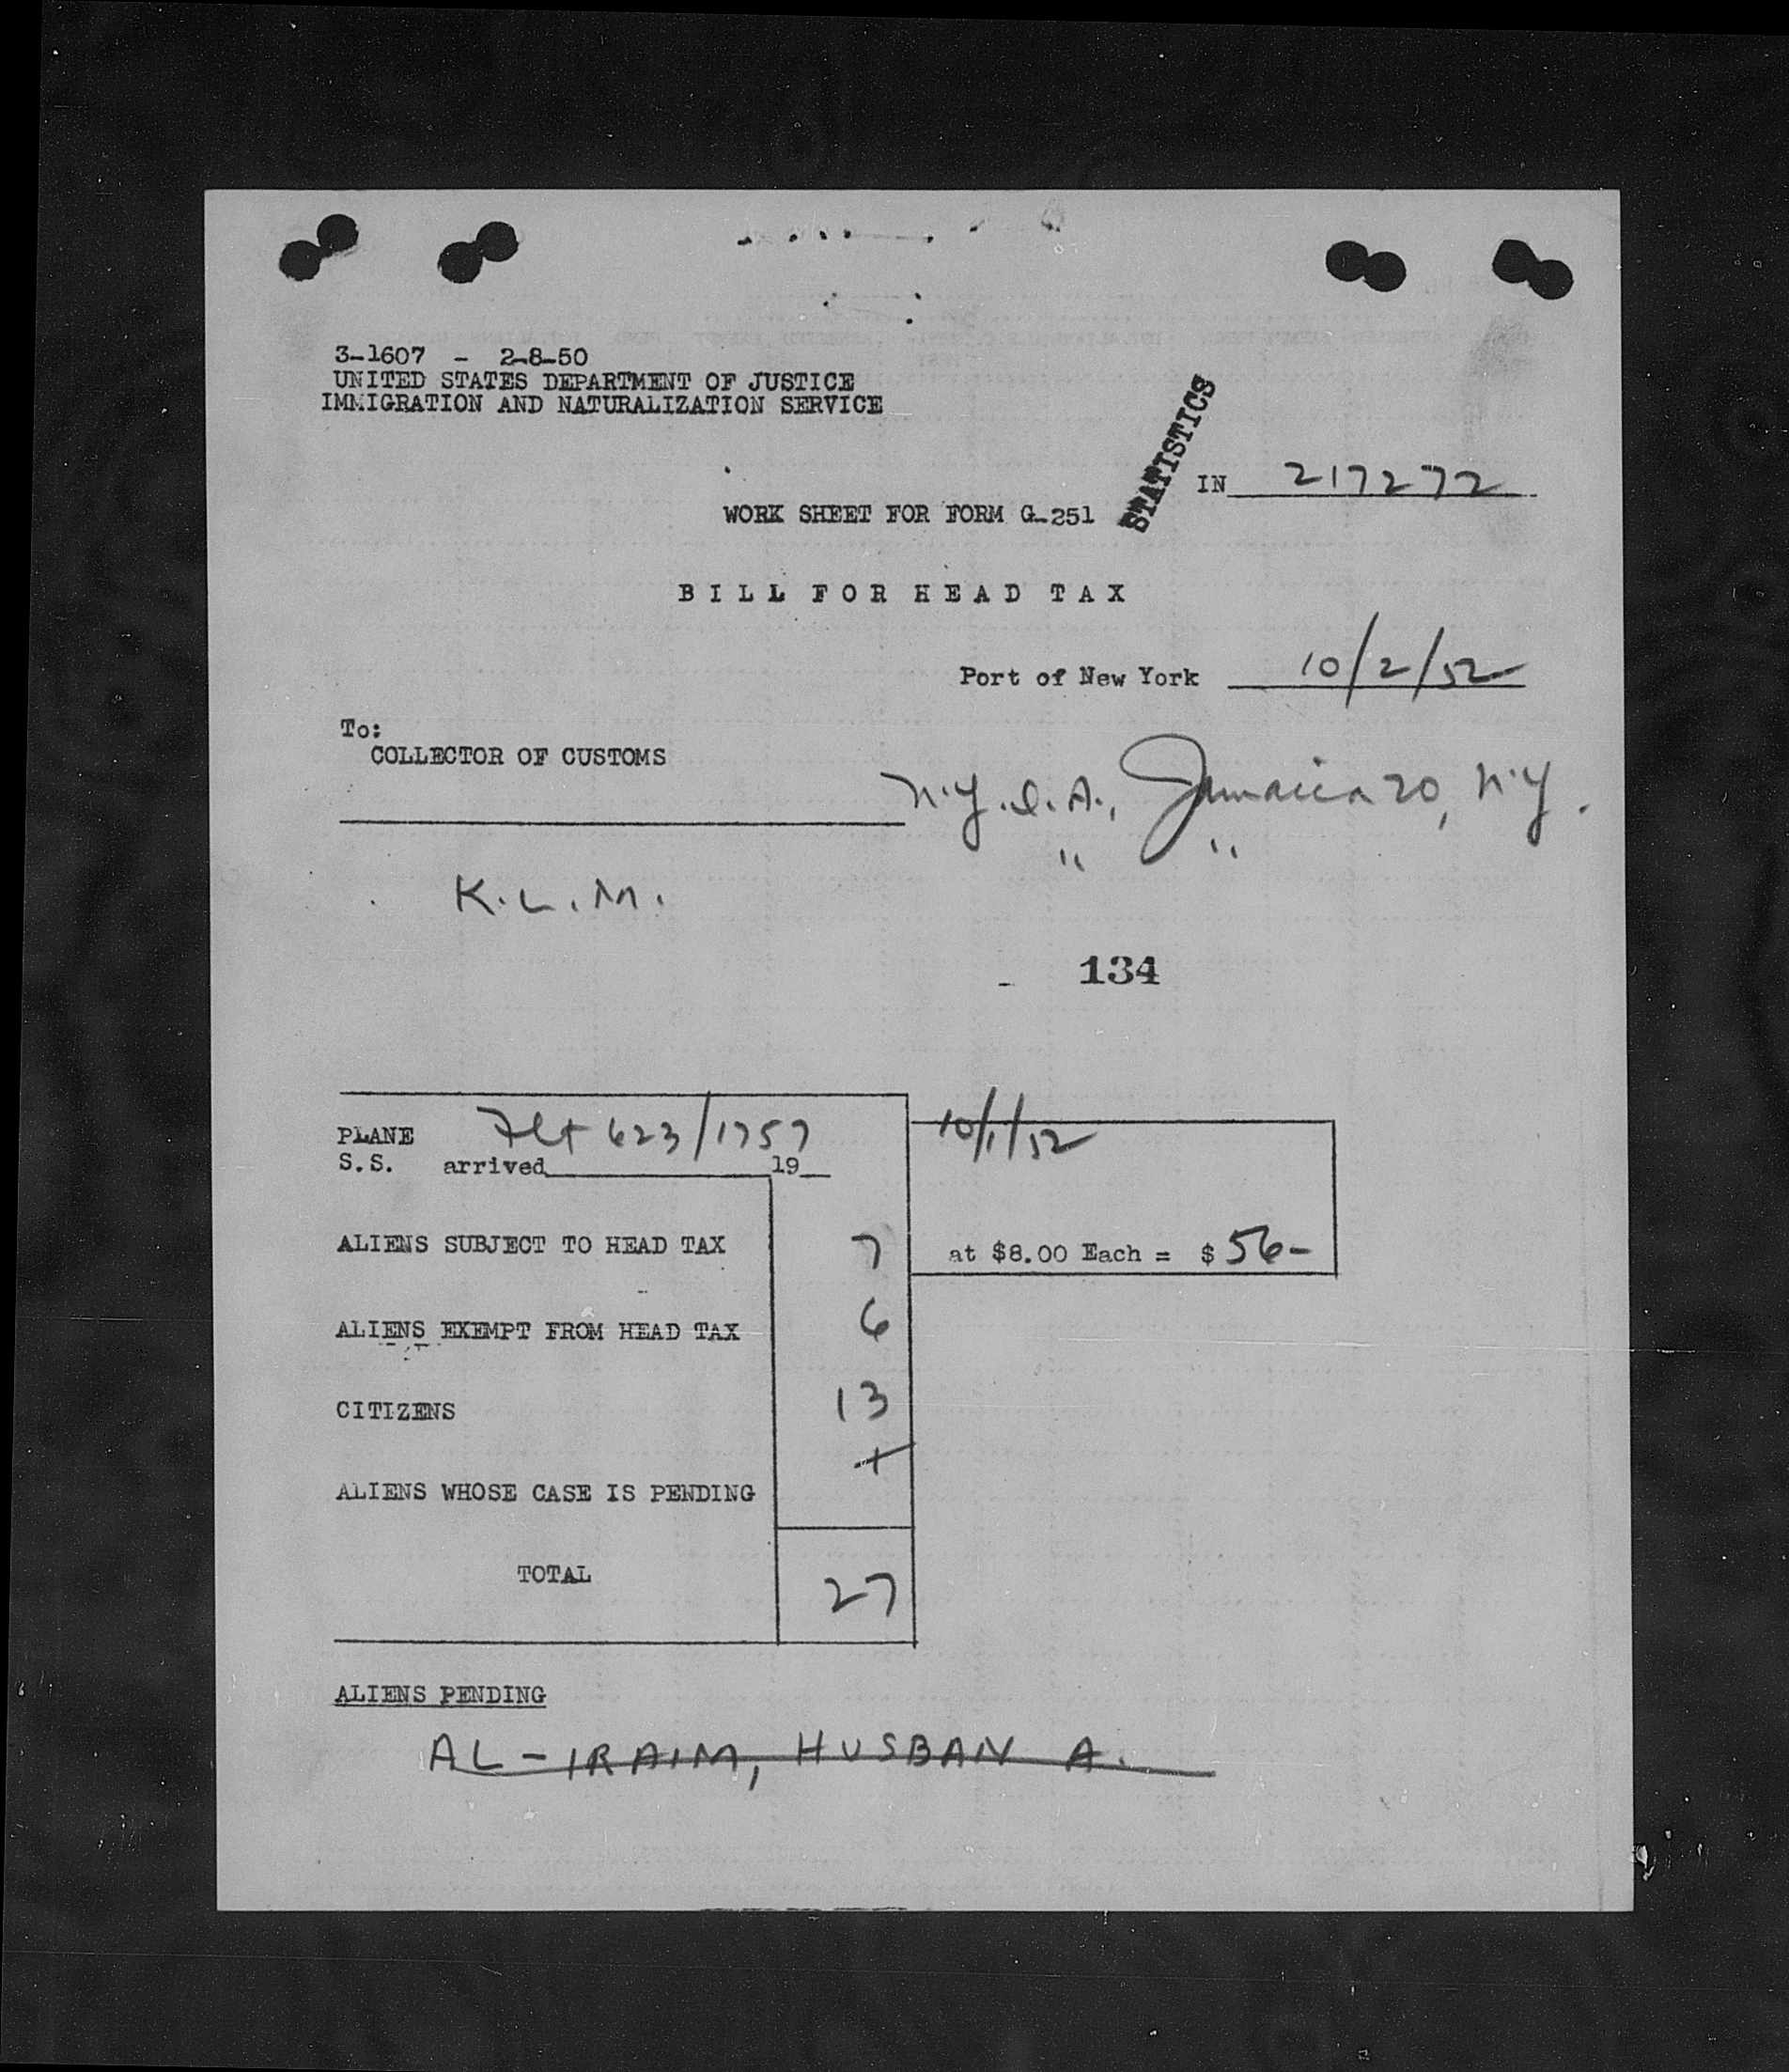 3-1607 - 2-8-50
UNITED STATES DEPARTMENT OF JUSTICE
IMMIGRATION AND NATURALIZATION SERVICE
STATISTICS
IN 217272
WORK SHEET FOR FORM G-251
BILL FOR HEAD TAX
Port of New York 10/2/52
To:
COLLECTOR OF CUSTOMS
N.Y.I.A., Jamaica 20, N.Y.
" "
K.L.M.
134
PLANE Flt 623/1757 10/1/52
S.S. arrived 19
ALIENS SUBJECT TO HEAD TAX 7 at $8.00 Each = $ 56-
ALIENS EXEMPT FROM HEAD TAX 6
CITIZENS 13
ALIENS WHOSE CASE IS PENDING
TOTAL 27
ALIENS PENDING
AL-IRAIM, HUSBAN A.